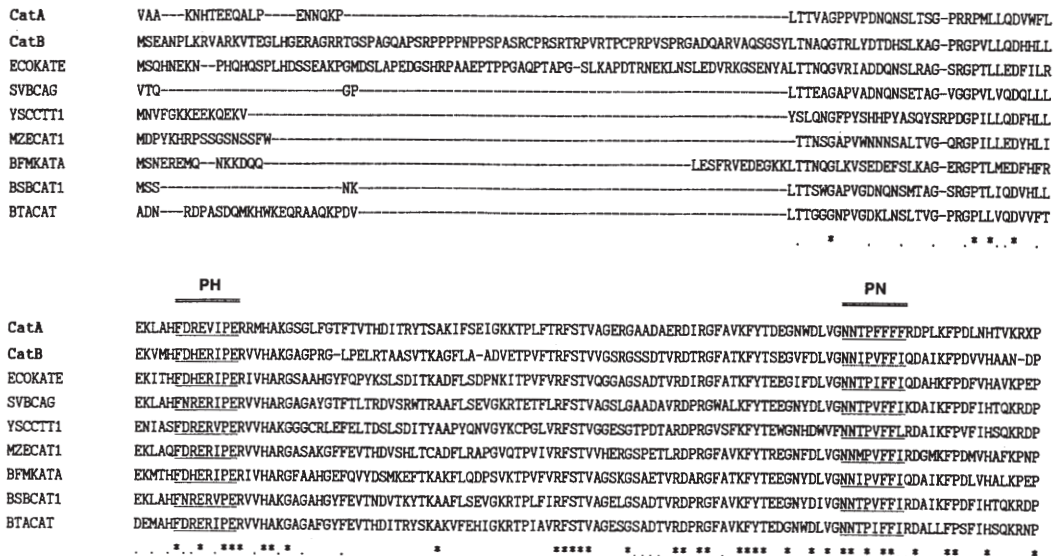 CatA VAA---KNHTEEQALP----ENNQKP--------------------------------------------------------LTTVAGPPVPDNQNSLTSG-PRRPMLLQDVWFL
CatB MSEANPLKRVARKVTEGLHGERAGRRTGSPAGQAPSRPPPPNPPSPASRCPRSRTRPVRTPCPRPVSPRGADQARVAQSGSYLTNAQGTRLYDTDHSLKAG-PRGPVLLQDHHLL
ECOKATE MSQHNEKN--PHQHQSPLHDSSEAKPGMDSLAPEDGSHRPAAEPTPPGAQPTAPG-SLKAPDTRNEKLNSLEDVRKGSENYALTTNQGVRIADDQNSLRAG-SRGPTLLEDFILR
SVBCAG VTQ-----------------------GP--------------------------------------------------------LTTEAGAPVADNQNSETAG-VGGPVLVQDQLLL
YSCCTT1 MNVFGKKEEKQEKV--------------------------------------------------------------------YSLQNGFPYSHHPYASQYSRPDGPILLQDFHLL
MZECAT1 MDPYKHRPSSGSNSSFW------------------------------------------------------------------TTNSGAPVWNNNSALTVG-QRGPILLEDYHLI
BFMKATA MSNEREMQ--NKKDQQ------------------------------------------------------LESFRVEDEGKKLTTNQGLKVSEDEFSLKAG-ERGPTLMEDFHFR
BSBCAT1 MSS-----------------------NK-------------------------------------------------------LTTSWGAPVGDNQNSMTAG-SRGPTLIQDVHLL
BTACAT ADN---RDPASDQMKHWKEQRAAQKPDV-------------------------------------------------------LTTGGGNPVGDKLNSLTVG-PRGPLLVQDVVFT
. * . . . . ** .. * .
PH PN
CatA EKLAHFDREVIPERRMHAKGSGLFGTFTVTHDITRYTSAKIFSEIGKKTPLFTRFSTVAGERGAADAERDIRGFAVKFYTDEGNWDLVGNNTPFFFFRDPLKFPDLNHTVKRXP
CatB EKVMHFDHERIPERVVHAKGAGPRG-LPELRTAASVTKAGFLA-ADVETPVFTRFSTVVGSRGSSDTVRDTRGFATKFYTSEGVFDLVGNNIPVFFIQDAIKFPDVVHAAN-DP
ECOKATE EKITHFDHERIPERIVHARGSAAHGYFQPYKSLSDITKADFLSDPNKITPVFVRFSTVQGGAGSADTVRDIRGFATKFYTEEGIFDLVGNNTPIFFIQDAHKFPDFVHAVKPEP
SVBCAG EKLAHFNRERIPERVVHARGAGAYGTFTLTRDVSRWTRAAFLSEVGKRTETFLRFSTVAGSLGAADAVRDPRGWALKFYTEEGNYDLVGNNTPVFFIKDAIKFPDFIHTQKRDP
YSCCTT1 ENIASFDRERVPERVVHAKGGGCRLEFELTDSLSDITYAAPYQNVGYKCPGLVRFSTVGGESGTPDTARDPRGVSFKFYTEWGNHDWVFNNTPVFFLRDAIKFPVFIHSQKRDP
MZECAT1 EKLAQFDRERIPERVVHARGASAKGFFEVTHDVSHLTCADFLRAPGVQTPVIVRFSTVVHERGSPETLRDPRGFAVKFYTREGNFDLVGNNMPVFFIRDGMKFPDMVHAFKPNP
BFMKATA EKMTHFDHERIPERIVHARGFAAHGEFQVYDSMKEFTKAKFLQDPSVKTPVFVRFSTVAGSKGSAETVRDARGFATKFYTEEGNYDLVGNNIPVFFIQDAIKFPDLVHALKPEP
BSBCAT1 EKLAHFNRERVPERVVHAKGAGAHGYFEVTNDVTKYTKAAFLSEVGKRTPLFIRFSTVAGELGSADTVRDPRGFAVKFYTEEGNYDIVGNNTPVFFIRDAIKFPDFIHTQKRDP
BTACAT DEMAHFDRERIPERVVHAKGAGAFGYFEVTHDITRYSKAKVFEHIGKRTPIAVRFSTVAGESGSADTVRDPRGFAVKFYTEDGNWDLVGNNTPIFFIRDALLFPSFIHSQKRNP
. . .*. *. *** ** * . . * ***** . . . ** ** **** * * * ** * ** * ** * *